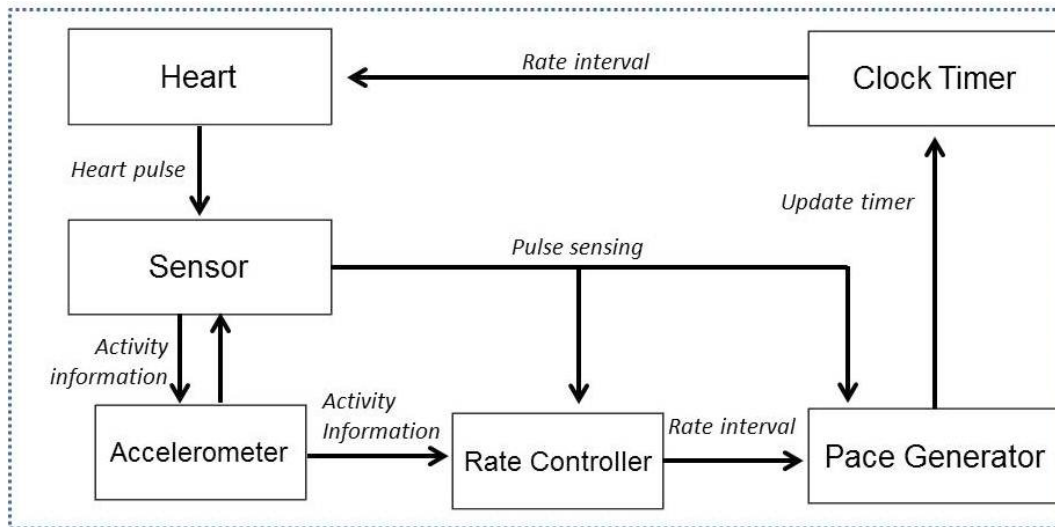 Heart
Rate interval
Clock Timer
Heart pulse
Update timer
Sensor
Pulse sensing
Activity
information
Accelerometer
Activity
Information
Rate Controller
Rate interval
Pace Generator